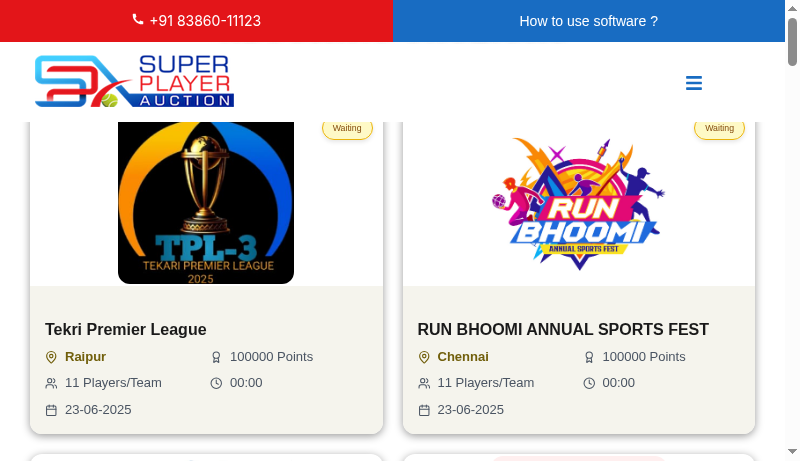 +91 83860-11123
How to use software ?
SUPER
PLAYER
AUCTION
Waiting
TPL-3
TEKARI PREMIER LEAGUE
2025
Tekri Premier League
Raipur
100000 Points
11 Players/Team
00:00
23-06-2025
Waiting
RUN
BHOOMI
ANNUAL SPORTS FEST
RUN BHOOMI ANNUAL SPORTS FEST
Chennai
100000 Points
11 Players/Team
00:00
23-06-2025